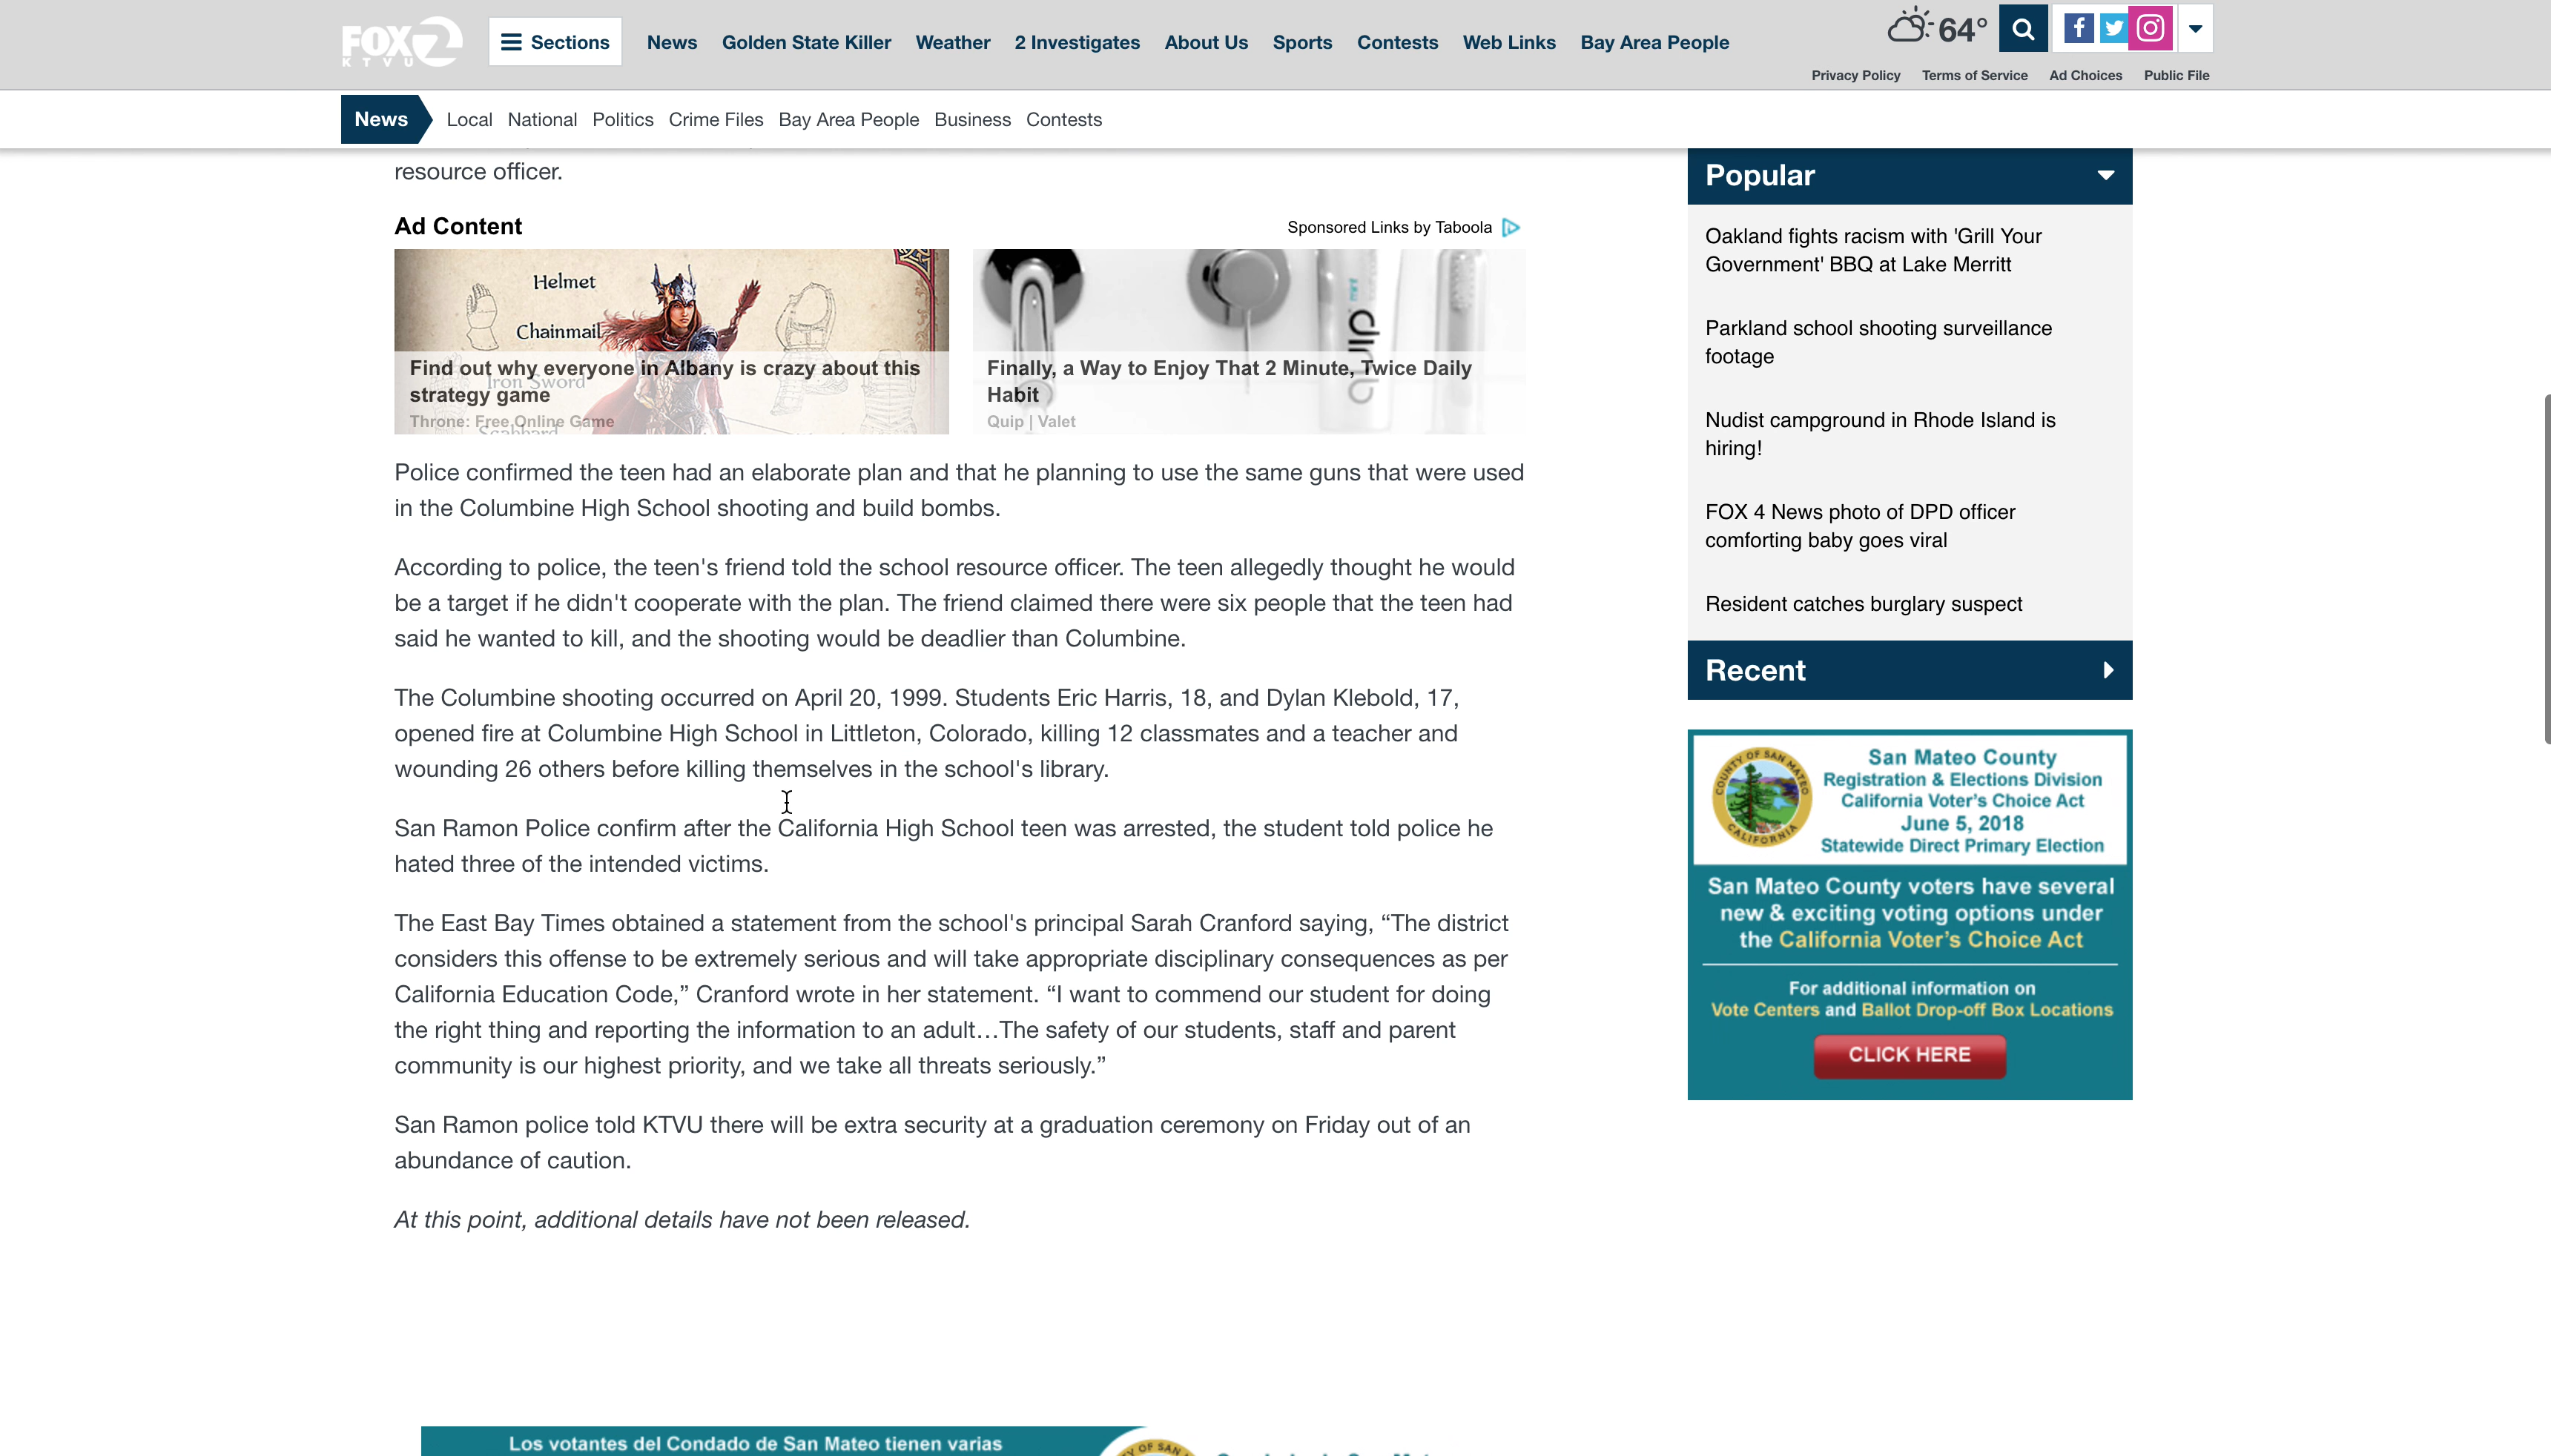 FOX 2
KTVU
Sections
News
Golden State Killer
Weather
2 Investigates
About Us
Sports
Contests
Web Links
Bay Area People
64°
Privacy Policy
Terms of Service
Ad Choices
Public File
News
Local
National
Politics
Crime Files
Bay Area People
Business
Contests
resource officer.
Ad Content
Sponsored Links by Taboola
Helmet
Chainmail
Iron Sword
Scabbard
Find out why everyone in Albany is crazy about this
strategy game
Throne: Free Online Game
mint
quip
Finally, a Way to Enjoy That 2 Minute, Twice Daily
Habit
Quip | Valet
Police confirmed the teen had an elaborate plan and that he planning to use the same guns that were used
in the Columbine High School shooting and build bombs.
According to police, the teen's friend told the school resource officer. The teen allegedly thought he would
be a target if he didn't cooperate with the plan. The friend claimed there were six people that the teen had
said he wanted to kill, and the shooting would be deadlier than Columbine.
The Columbine shooting occurred on April 20, 1999. Students Eric Harris, 18, and Dylan Klebold, 17,
opened fire at Columbine High School in Littleton, Colorado, killing 12 classmates and a teacher and
wounding 26 others before killing themselves in the school's library.
San Ramon Police confirm after the California High School teen was arrested, the student told police he
hated three of the intended victims.
The East Bay Times obtained a statement from the school's principal Sarah Cranford saying, “The district
considers this offense to be extremely serious and will take appropriate disciplinary consequences as per
California Education Code,” Cranford wrote in her statement. “I want to commend our student for doing
the right thing and reporting the information to an adult…The safety of our students, staff and parent
community is our highest priority, and we take all threats seriously.”
San Ramon police told KTVU there will be extra security at a graduation ceremony on Friday out of an
abundance of caution.
At this point, additional details have not been released.
Popular
Oakland fights racism with 'Grill Your
Government' BBQ at Lake Merritt
Parkland school shooting surveillance
footage
Nudist campground in Rhode Island is
hiring!
FOX 4 News photo of DPD officer
comforting baby goes viral
Resident catches burglary suspect
Recent
COUNTY OF SAN MATEO
CALIFORNIA
San Mateo County
Registration & Elections Division
California Voter's Choice Act
June 5, 2018
Statewide Direct Primary Election
San Mateo County voters have several
new & exciting voting options under
the California Voter's Choice Act
For additional information on
Vote Centers and Ballot Drop-off Box Locations
CLICK HERE
Los votantes del Condado de San Mateo tienen varias
OF SAN